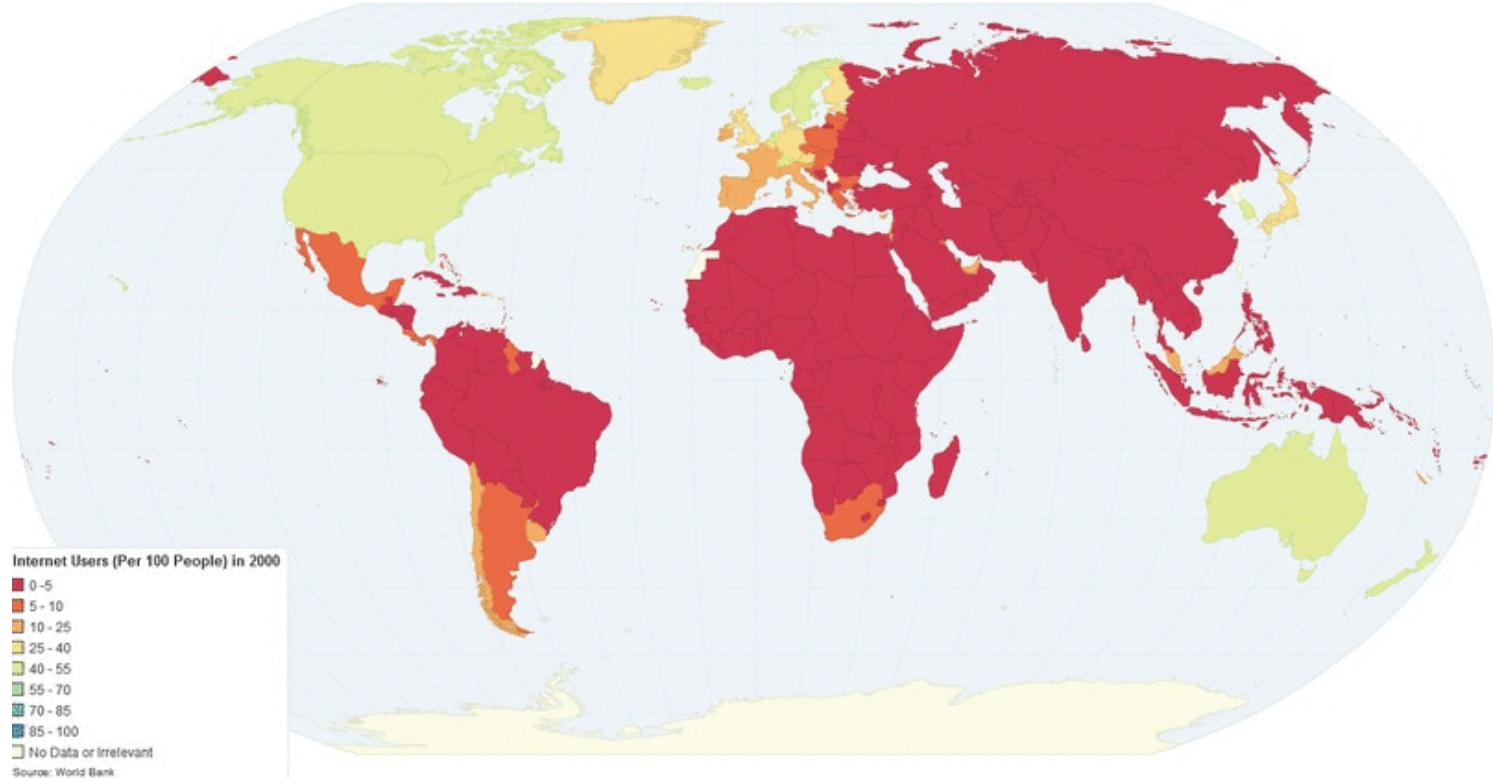 Internet Users (Per 100 People) in 2000
0 -5
5 - 10
10 - 25
25 - 40
40 - 55
55 - 70
70 - 85
85 - 100
No Data or Irrelevant
Source: World Bank